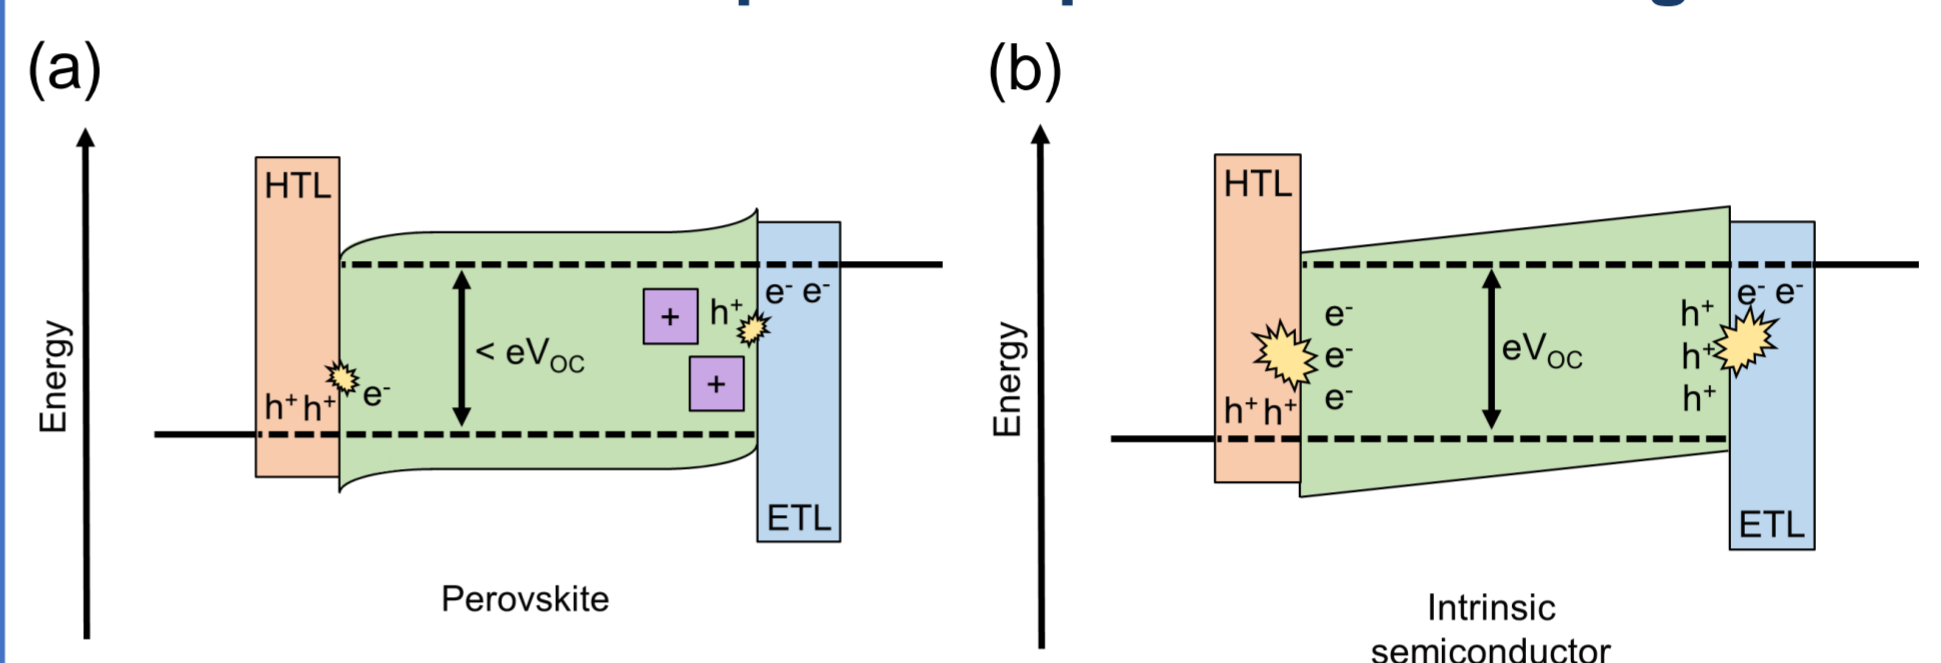 (a)
Energy
HTL
h⁺ h⁺
e⁻
< eV_OC
+
+
h⁺
e⁻ e⁻
ETL
Perovskite
(b)
Energy
HTL
h⁺ h⁺
e⁻
e⁻
e⁻
eV_OC
h⁺
h⁺
h⁺
e⁻ e⁻
ETL
Intrinsic
semiconductor